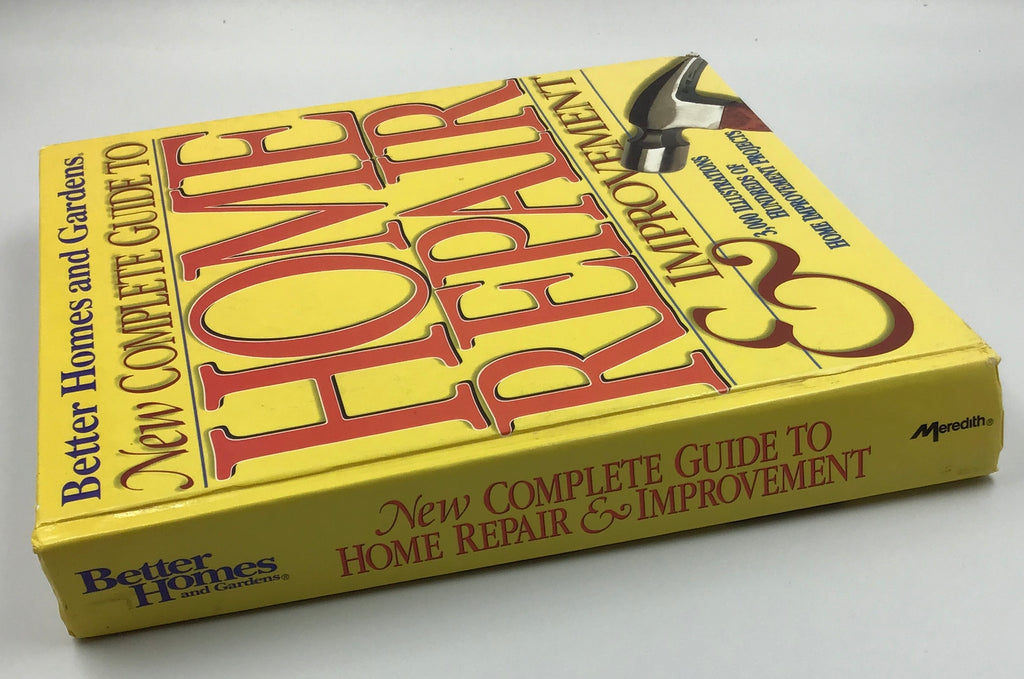 Better Homes and Gardens®
New COMPLETE GUIDE TO
HOME
REPAIR
& IMPROVEMENT
3,000 ILLUSTRATIONS
HUNDREDS OF
HOME IMPROVEMENT PROJECTS
Better
Homes
and Gardens®
New COMPLETE GUIDE TO
HOME REPAIR & IMPROVEMENT
Meredith®